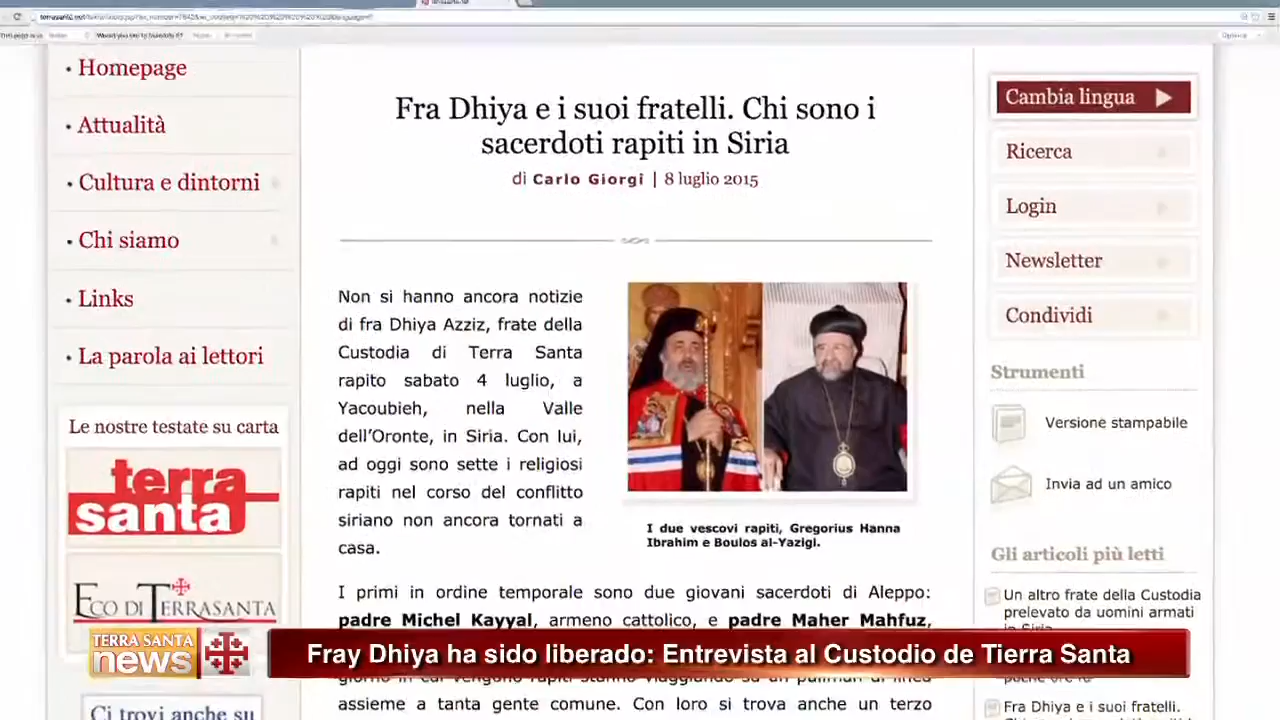 Homepage
Attualità
Cultura e dintorni
Chi siamo
Links
La parola ai lettori
Le nostre testate su carta
terra
santa
ECO DI TERRASANTA
Ci trovi anche su
Fra Dhiya e i suoi fratelli. Chi sono i
sacerdoti rapiti in Siria
di Carlo Giorgi | 8 luglio 2015
Non si hanno ancora notizie
di fra Dhiya Azziz, frate della
Custodia di Terra Santa
rapito sabato 4 luglio, a
Yacoubieh, nella Valle
dell'Oronte, in Siria. Con lui,
ad oggi sono sette i religiosi
rapiti nel corso del conflitto
siriano non ancora tornati a
casa.
I due vescovi rapiti, Gregorius Hanna
Ibrahim e Boulos al-Yazigi.
I primi in ordine temporale sono due giovani sacerdoti di Aleppo:
padre Michel Kayyal, armeno cattolico, e padre Maher Mahfuz,
assieme a tanta gente comune. Con loro si trova anche un terzo
Cambia lingua
Ricerca
Login
Newsletter
Condividi
Strumenti
Versione stampabile
Invia ad un amico
Gli articoli più letti
Un altro frate della Custodia
prelevato da uomini armati
in Siria
Fra Dhiya e i suoi fratelli.
TERRA SANTA
news
Fray Dhiya ha sido liberado: Entrevista al Custodio de Tierra Santa